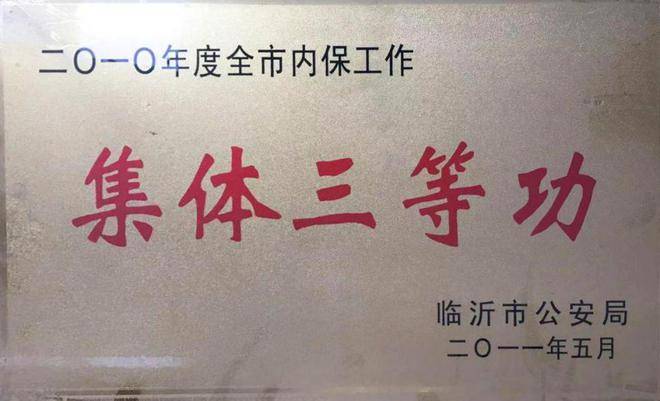 二〇一〇年度全市内保工作
集体三等功
临沂市公安局
二〇一一年五月